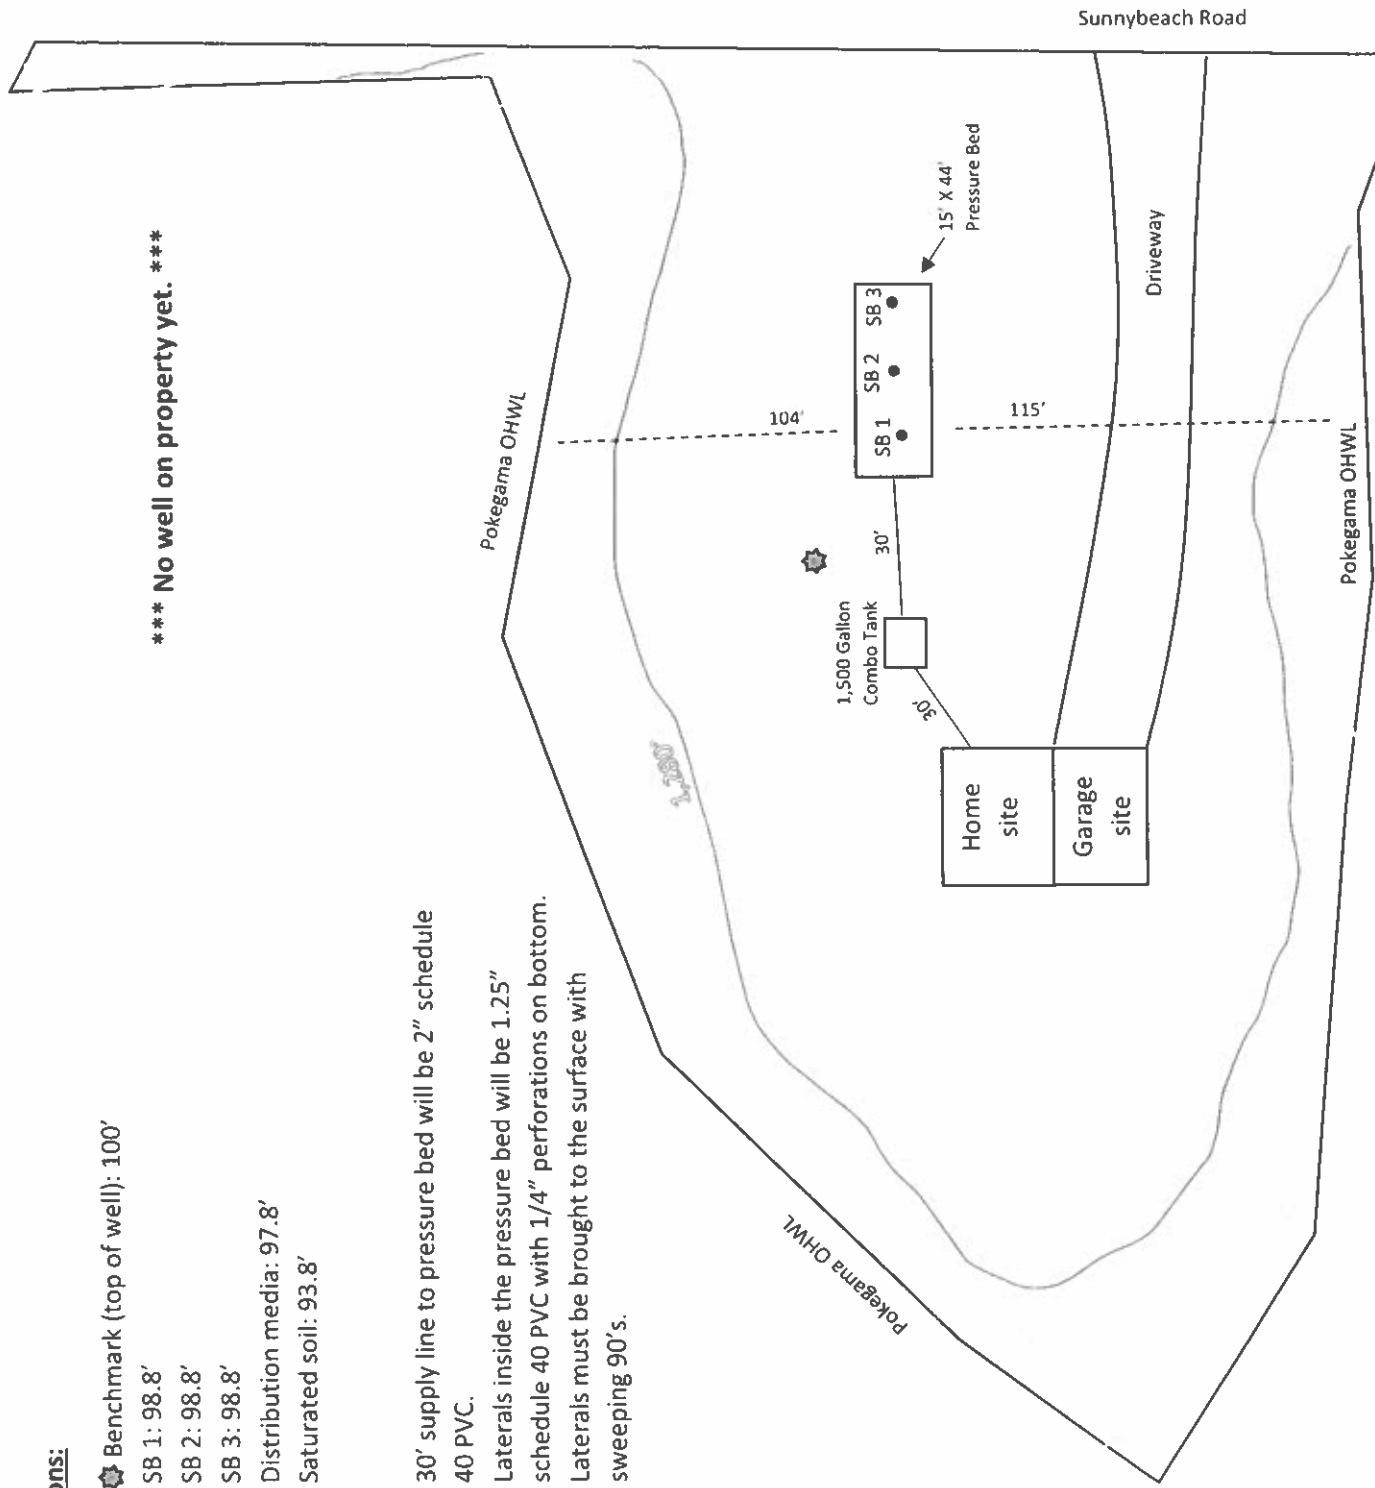 ons:
Benchmark (top of well): 100'
SB 1: 98.8'
SB 2: 98.8'
SB 3: 98.8'
Distribution media: 97.8'
Saturated soil: 93.8'
30' supply line to pressure bed will be 2" schedule
40 PVC.
Laterals inside the pressure bed will be 1.25"
schedule 40 PVC with 1/4" perforations on bottom.
Laterals must be brought to the surface with
sweeping 90's.
*** No well on property yet. ***
Sunnybeach Road
Pokegama OHWL
104'
15' X 44'
Pressure Bed
SB 1
SB 2
SB 3
115'
Driveway
30'
1,500 Gallon
Combo Tank
30'
1,280'
Home
site
Garage
site
Pokegama OHWL
Pokegama OHWL